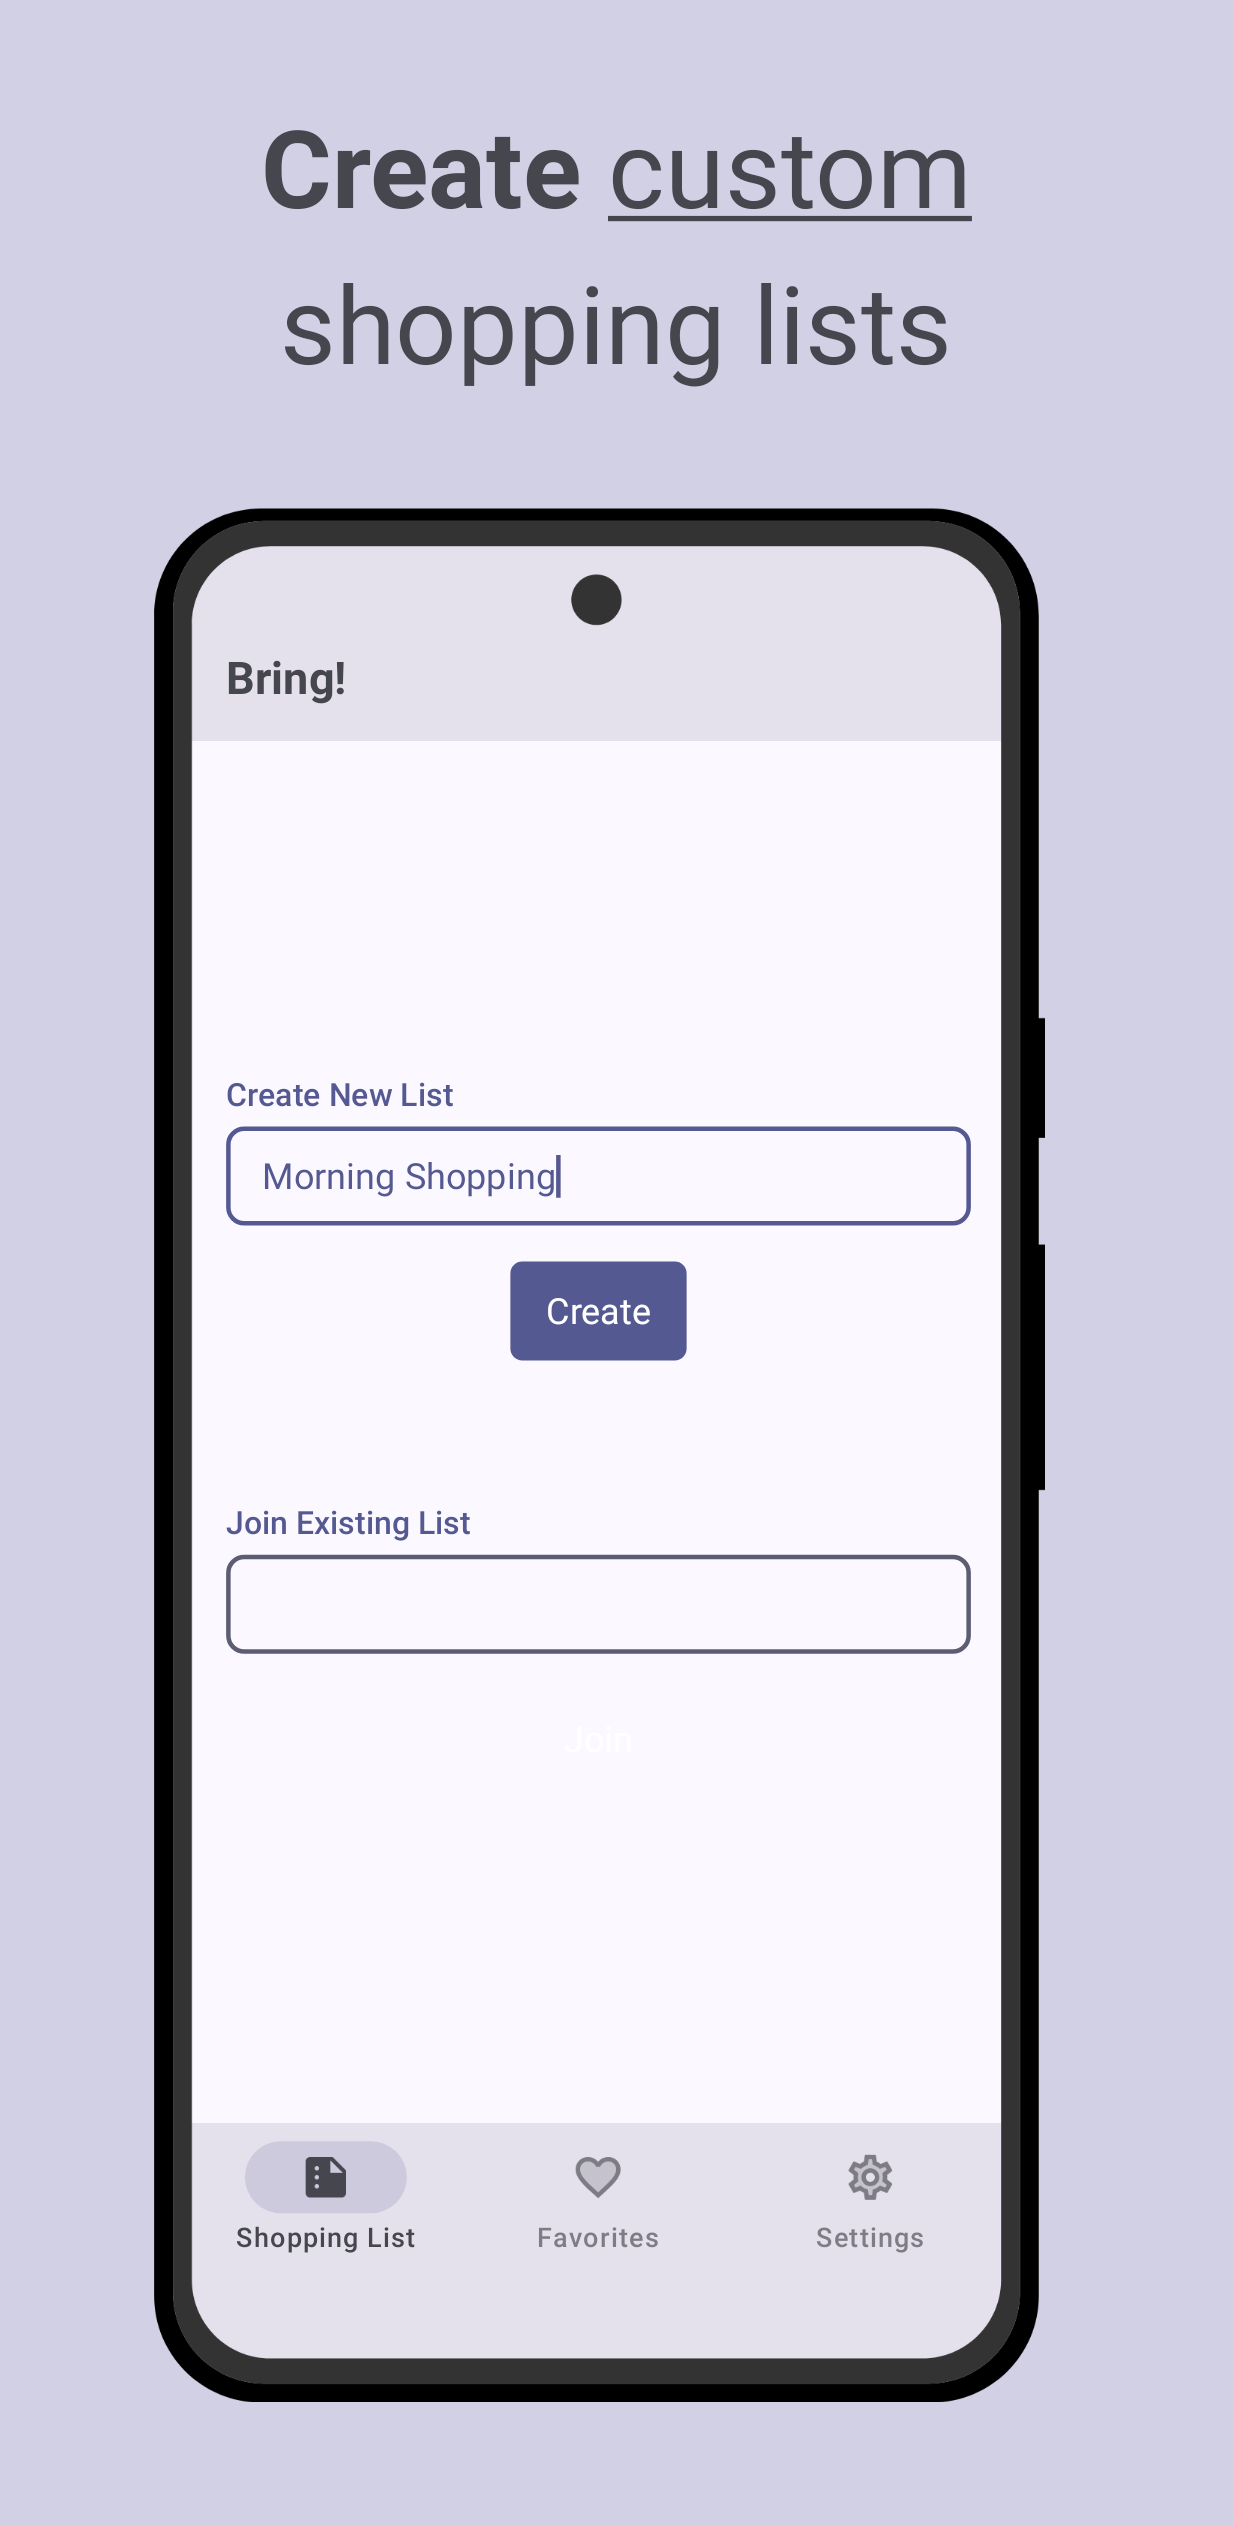 Create custom
shopping lists
Bring!
Create New List
Morning Shopping
Create
Join Existing List
Join
Shopping List
Favorites
Settings